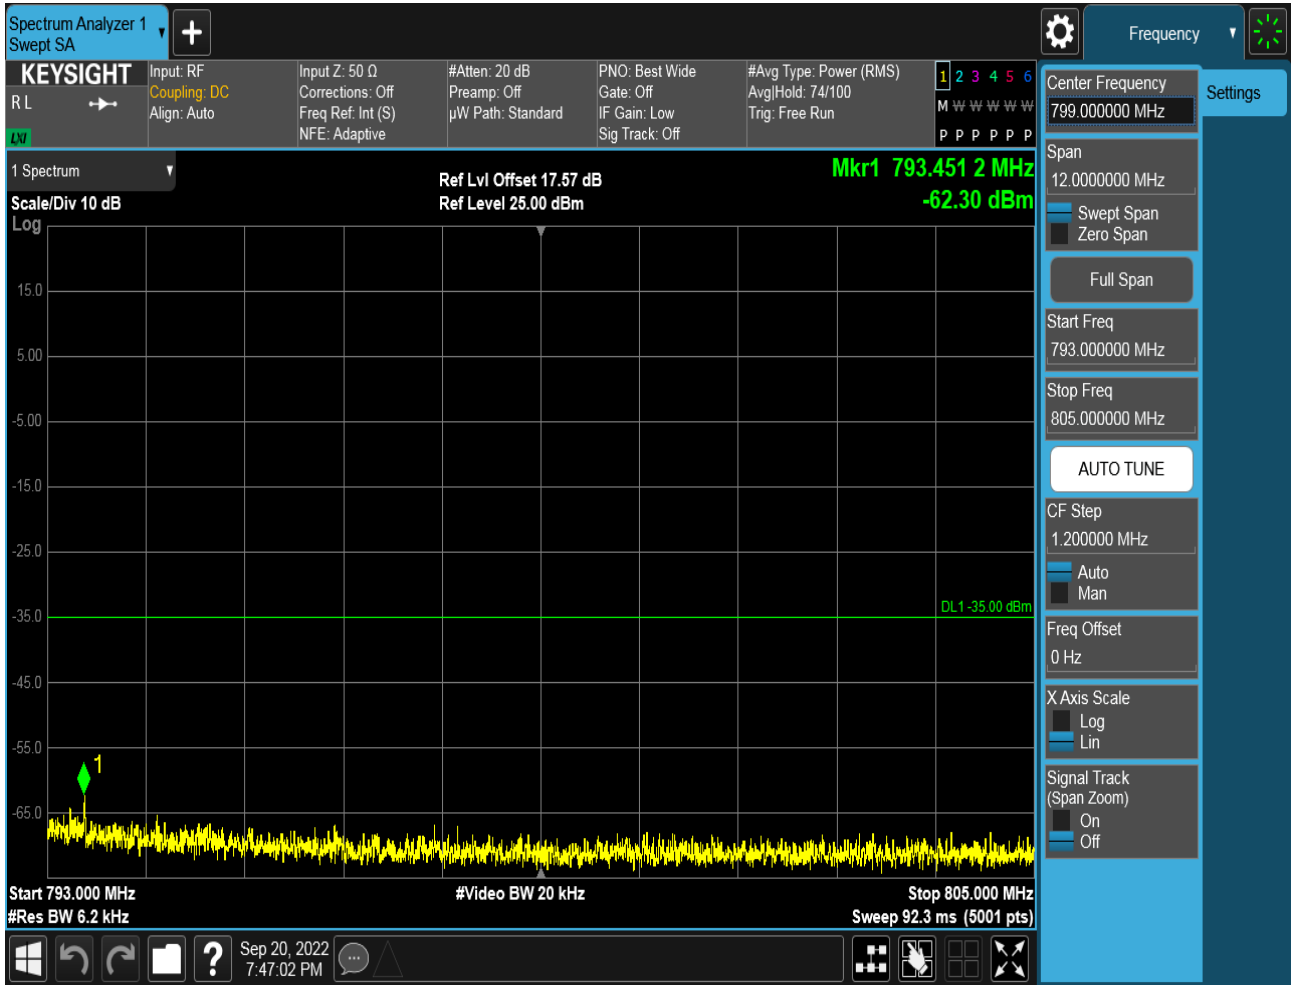 Spectrum Analyzer 1
Swept SA
Frequency
KEYSIGHT
R L
LXI
Input: RF
Coupling: DC
Align: Auto
Input Z: 50 Ω
Corrections: Off
Freq Ref: Int (S)
NFE: Adaptive
#Atten: 20 dB
Preamp: Off
µW Path: Standard
PNO: Best Wide
Gate: Off
IF Gain: Low
Sig Track: Off
#Avg Type: Power (RMS)
Avg|Hold: 74/100
Trig: Free Run
1 2 3 4 5 6
M W W W W W
P P P P P P
1 Spectrum
Scale/Div 10 dB
Log
Ref Lvl Offset 17.57 dB
Ref Level 25.00 dBm
Mkr1 793.451 2 MHz
-62.30 dBm
15.0
5.00
-5.00
-15.0
-25.0
-35.0
DL1 -35.00 dBm
-45.0
-55.0
1
-65.0
Start 793.000 MHz
#Res BW 6.2 kHz
#Video BW 20 kHz
Stop 805.000 MHz
Sweep 92.3 ms (5001 pts)
Center Frequency
799.000000 MHz
Settings
Span
12.0000000 MHz
Swept Span
Zero Span
Full Span
Start Freq
793.000000 MHz
Stop Freq
805.000000 MHz
AUTO TUNE
CF Step
1.200000 MHz
Auto
Man
Freq Offset
0 Hz
X Axis Scale
Log
Lin
Signal Track
(Span Zoom)
On
Off
?
Sep 20, 2022
7:47:02 PM